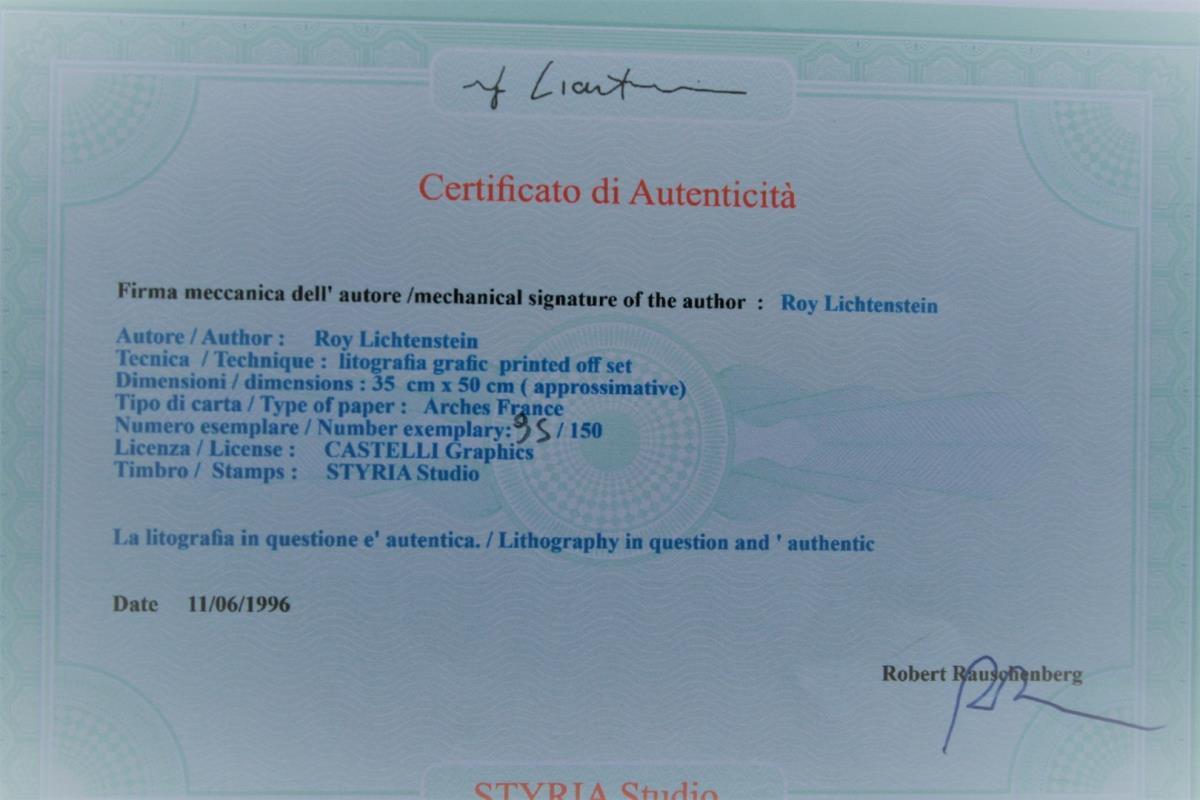 rf Lichtenstein
Certificato di Autenticità
Firma meccanica dell' autore /mechanical signature of the author : Roy Lichtenstein
Autore / Author : Roy Lichtenstein
Tecnica / Technique : litografia grafic printed off set
Dimensioni / dimensions : 35 cm x 50 cm ( approssimative)
Tipo di carta / Type of paper : Arches France
Numero esemplare / Number exemplary: 95 / 150
Licenza / License : CASTELLI Graphics
Timbro / Stamps : STYRIA Studio
La litografia in questione e' autentica. / Lithography in question and ' authentic
Date 11/06/1996
Robert Rauschenberg
STYRIA Studio